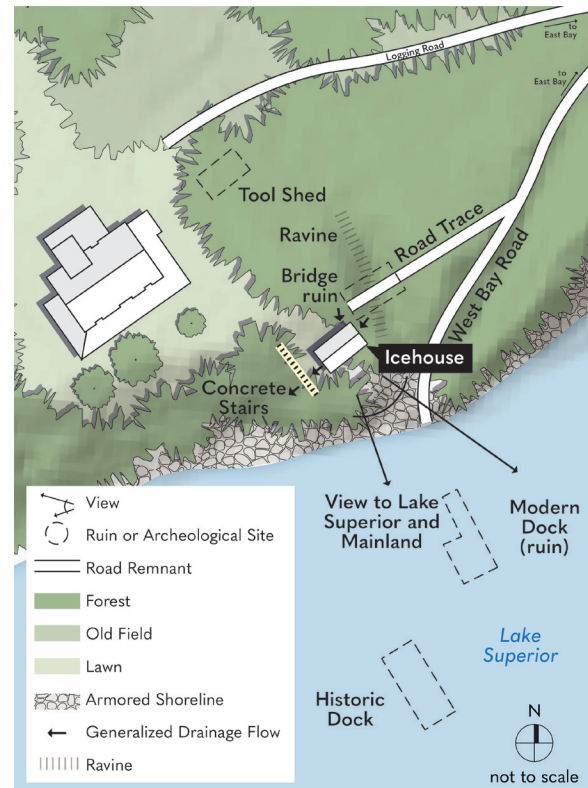 to
East Bay
Logging Road
to
East Bay
Tool Shed
Ravine
Road Trace
Bridge
ruin
West Bay Road
Icehouse
Concrete
Stairs
View to Lake
Superior and
Mainland
Modern
Dock
(ruin)
Lake
Superior
Historic
Dock
View
Ruin or Archeological Site
Road Remnant
Forest
Old Field
Lawn
Armored Shoreline
Generalized Drainage Flow
Ravine
N
not to scale